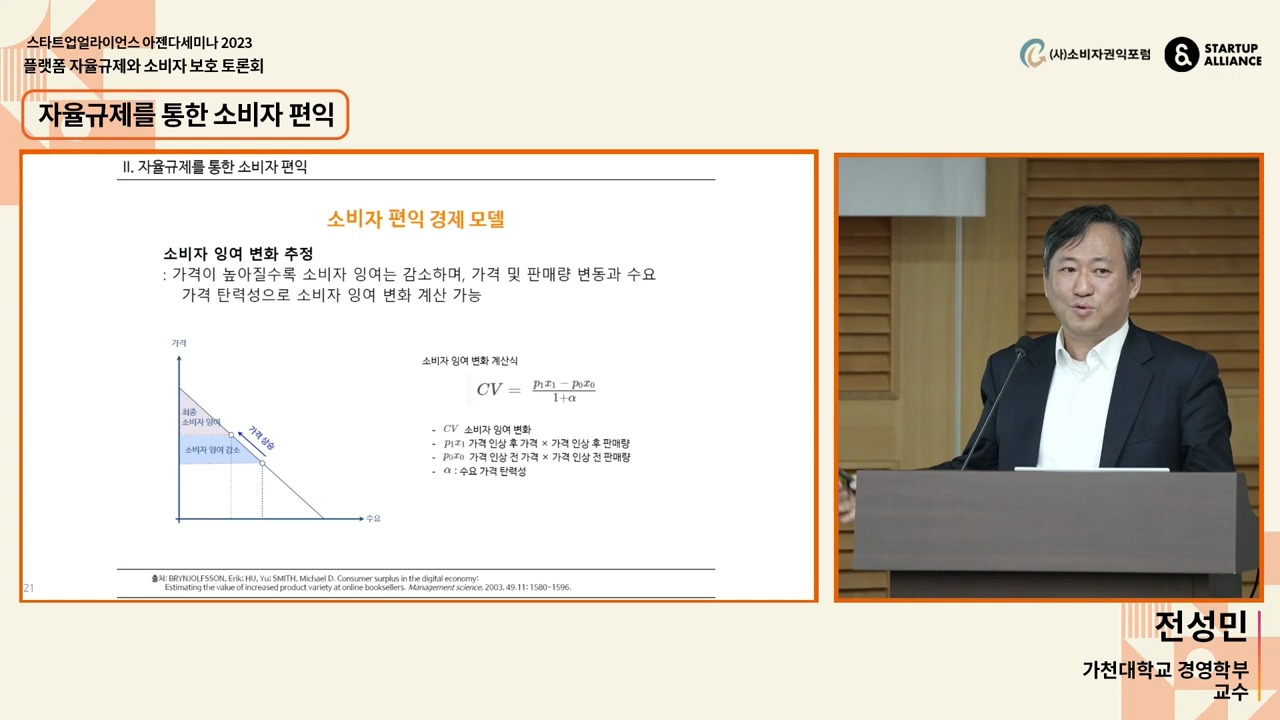 스타트업얼라이언스 아젠다세미나 2023
플랫폼 자율규제와 소비자 보호 토론회
(사)소비자권익포럼
&
STARTUP
ALLIANCE
자율규제를 통한 소비자 편익
II. 자율규제를 통한 소비자 편익
소비자 편익 경제 모델
소비자 잉여 변화 추정
: 가격이 높아질수록 소비자 잉여는 감소하며, 가격 및 판매량 변동과 수요
가격 탄력성으로 소비자 잉여 변화 계산 가능
가격
최종
소비자 잉여
가격 상승
소비자 잉여 감소
수요
소비자 잉여 변화 계산식
CV = (p₁x₁ − p₀x₀) / (1+α)
- CV 소비자 잉여 변화
- p₁x₁ 가격 인상 후 가격 × 가격 인상 후 판매량
- p₀x₀ 가격 인상 전 가격 × 가격 인상 전 판매량
- α : 수요 가격 탄력성
출처: BRYNJOLFSSON, Erik; HU, Yu; SMITH, Michael D. Consumer surplus in the digital economy:
Estimating the value of increased product variety at online booksellers. Management science, 2003, 49.11: 1580-1596.
21
전성민
가천대학교 경영학부
교수